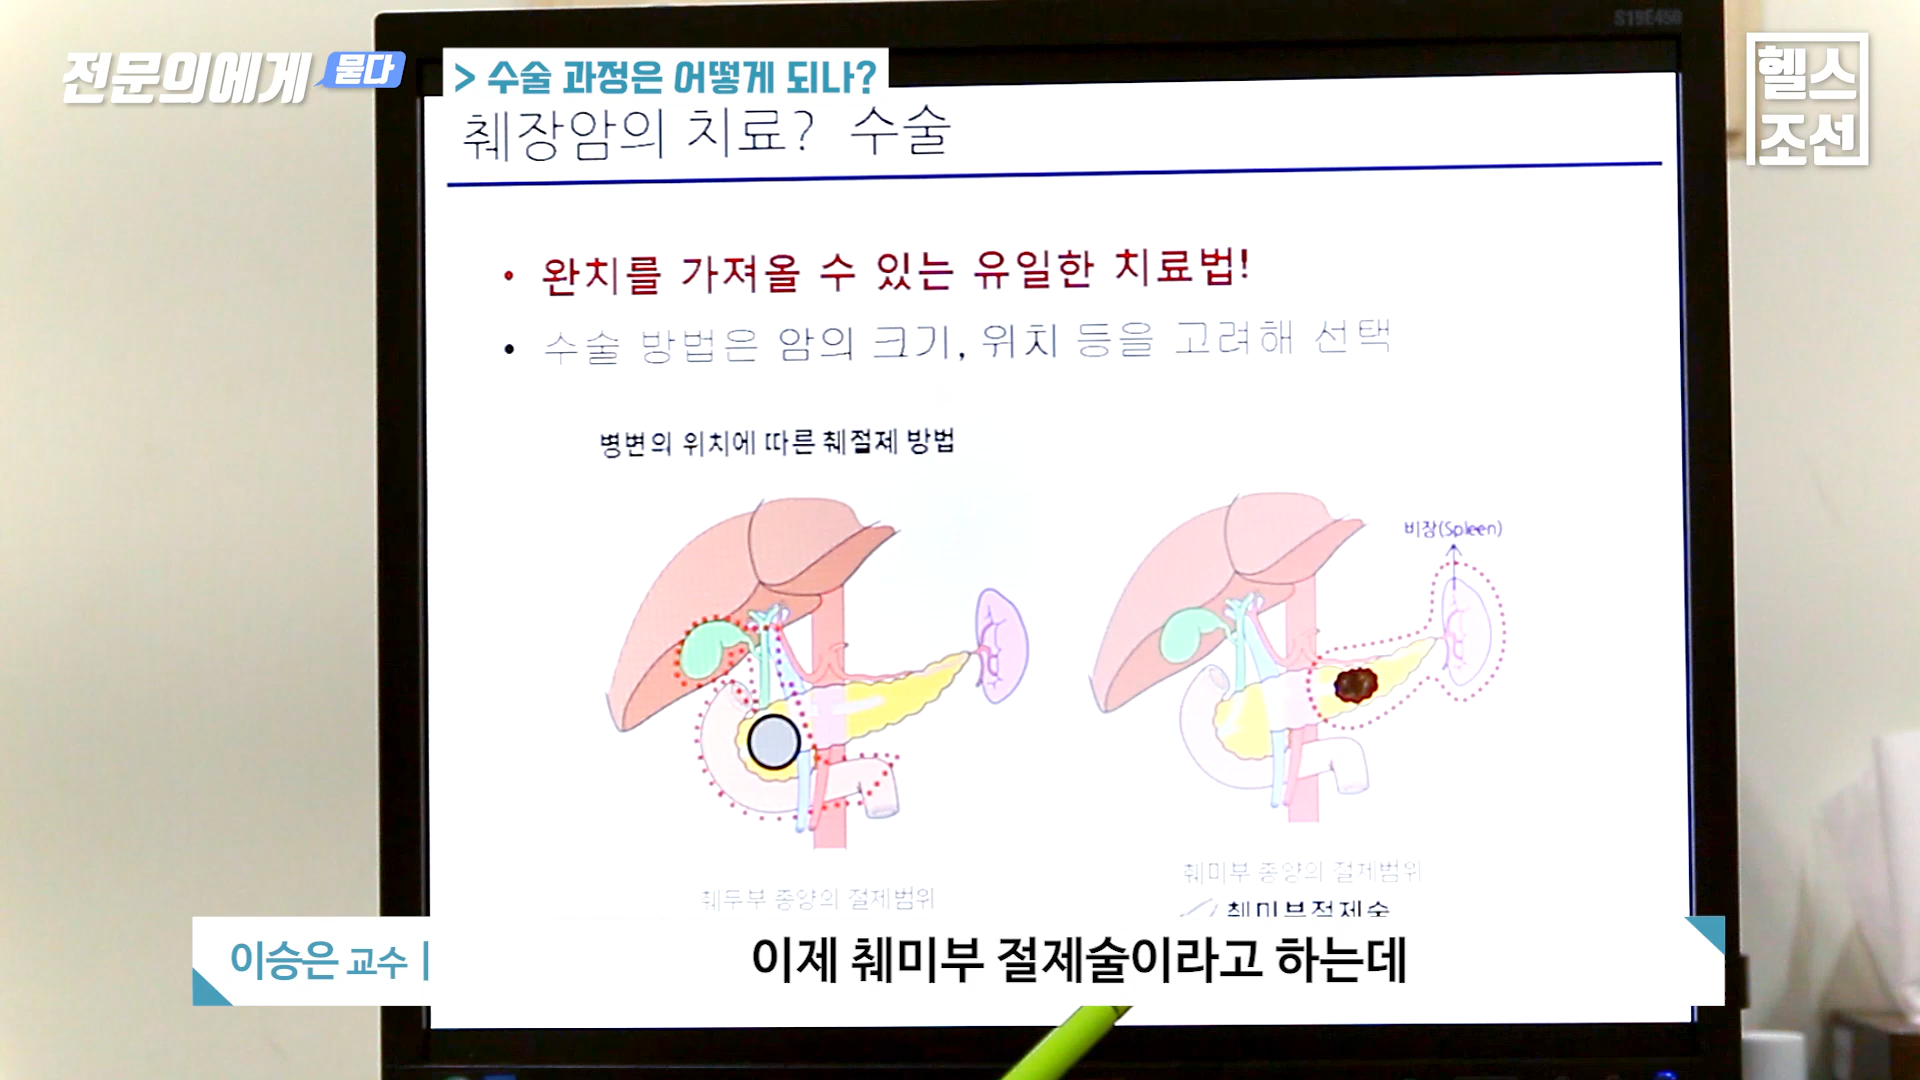 S19E450
전문의에게 묻다
> 수술 과정은 어떻게 되나?
헬스
조선
췌장암의 치료? 수술
• 완치를 가져올 수 있는 유일한 치료법!
• 수술 방법은 암의 크기, 위치 등을 고려해 선택
병변의 위치에 따른 췌절제 방법
비장(Spleen)
췌두부 종양의 절제범위
췌미부 종양의 절제범위
췌미부절제술
이승은 교수 |
이제 췌미부 절제술이라고 하는데